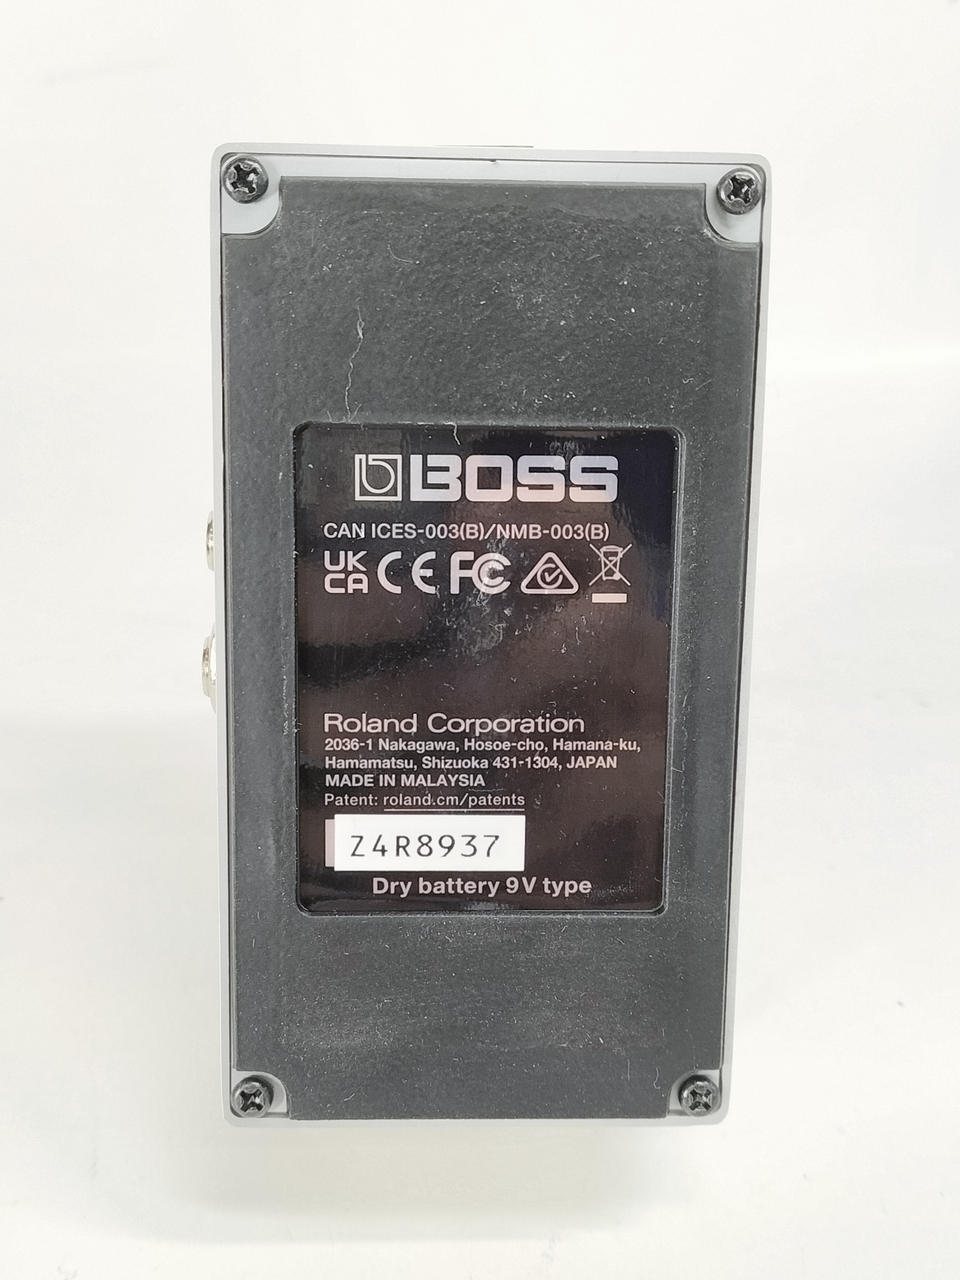 BOSS
CAN ICES-003(B)/NMB-003(B)
UK CA CE FC
Roland Corporation
2036-1 Nakagawa, Hosoe-cho, Hamana-ku,
Hamamatsu, Shizuoka 431-1304, JAPAN
MADE IN MALAYSIA
Patent: roland.cm/patents
Z4R8937
Dry battery 9V type